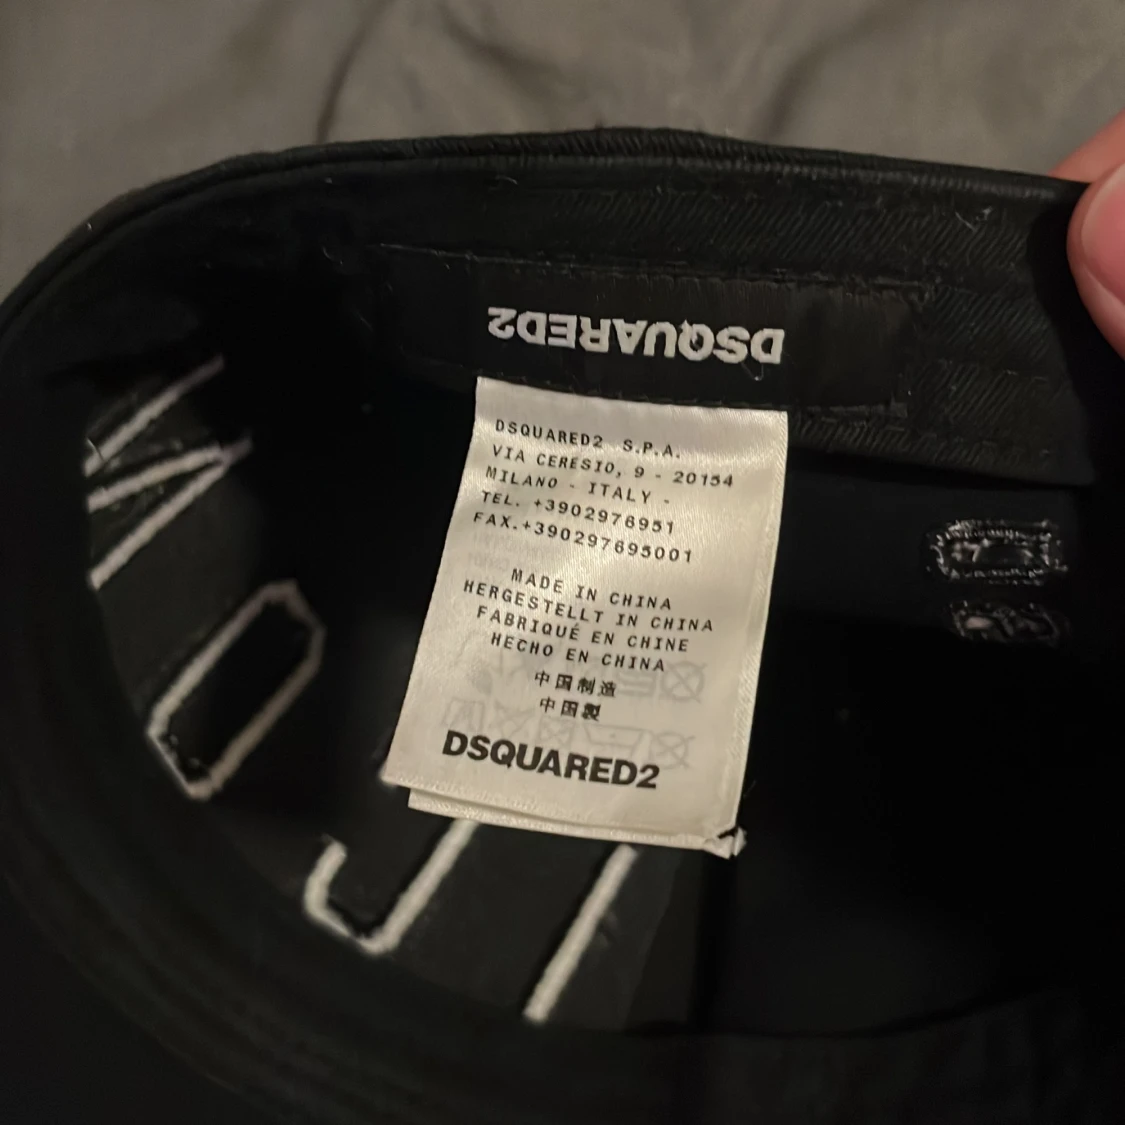 DSQUARED2
DSQUARED2 S.P.A.
VIA CERESIO, 9 - 20154
MILANO - ITALY -
TEL. +3902976951
FAX.+390297695001
MADE IN CHINA
HERGESTELLT IN CHINA
FABRIQUÉ EN CHINE
HECHO EN CHINA
中国制造
中国製
DSQUARED2